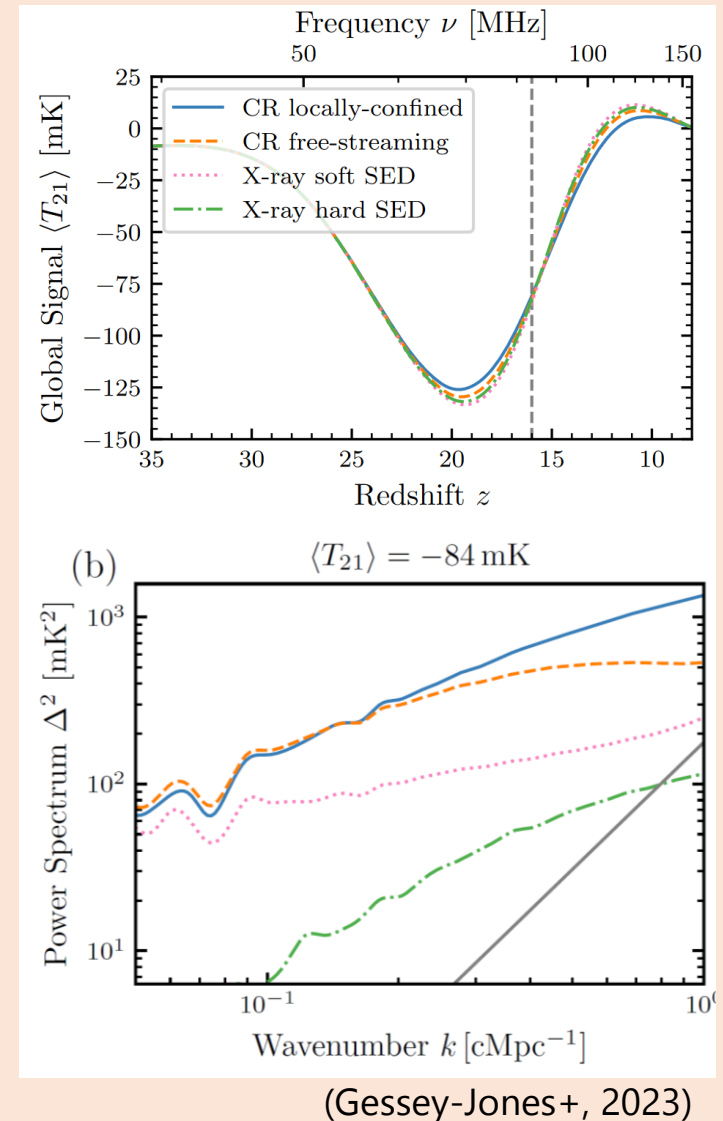 Frequency ν [MHz]
50 100 150
25
0
−25
−50
−75
−100
−125
−150
Global Signal ⟨T₂₁⟩ [mK]
CR locally-confined
CR free-streaming
X-ray soft SED
X-ray hard SED
35 30 25 20 15 10
Redshift z
(b) ⟨T₂₁⟩ = −84 mK
10³
10²
10¹
Power Spectrum Δ² [mK²]
10⁻¹ 10⁰
Wavenumber k [cMpc⁻¹]
(Gessey-Jones+, 2023)